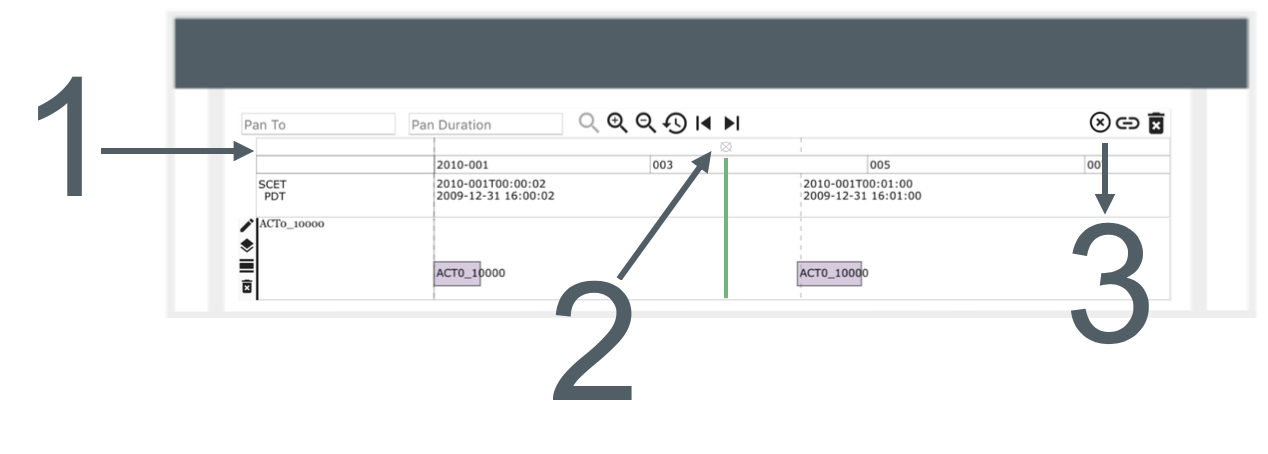 1
Pan To
Pan Duration
2010-001
003
005
00
SCET
2010-001T00:00:02
2010-001T00:01:00
PDT
2009-12-31 16:00:02
2009-12-31 16:01:00
ACT0_10000
ACT0_10000
ACT0_10000
2
3